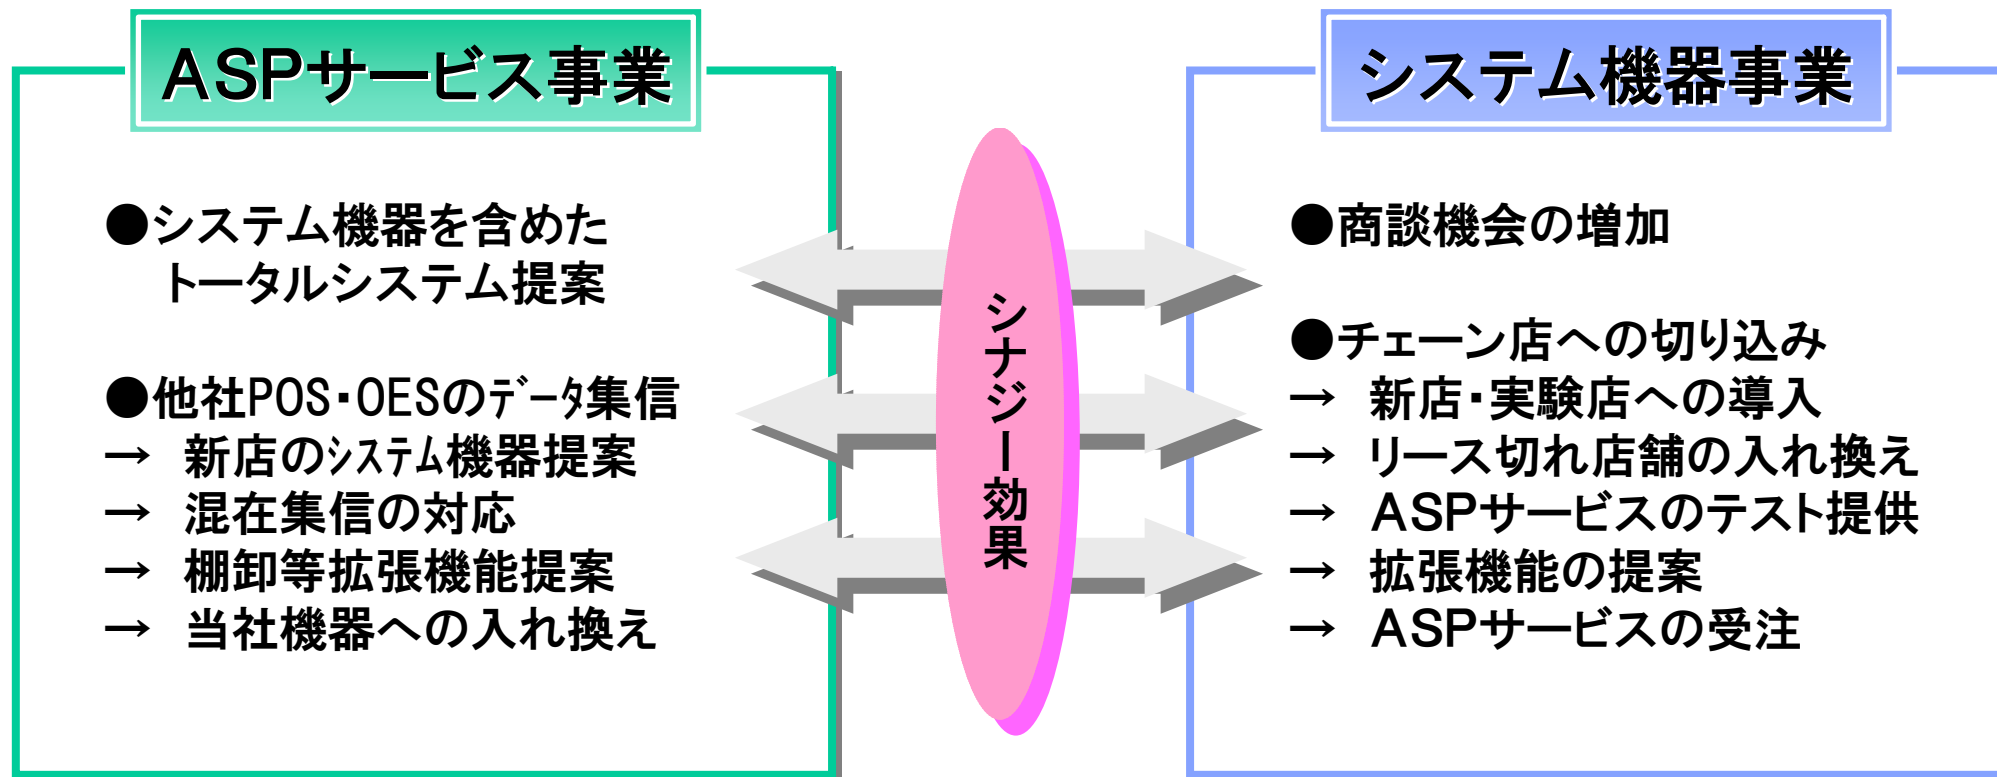 ASPサービス事業
●システム機器を含めた
トータルシステム提案
●他社POS・OESのﾃﾞｰﾀ集信
→ 新店のｼｽﾃﾑ機器提案
→ 混在集信の対応
→ 棚卸等拡張機能提案
→ 当社機器への入れ換え
シナジー効果
システム機器事業
●商談機会の増加
●チェーン店への切り込み
→ 新店・実験店への導入
→ リース切れ店舗の入れ換え
→ ASPサービスのテスト提供
→ 拡張機能の提案
→ ASPサービスの受注